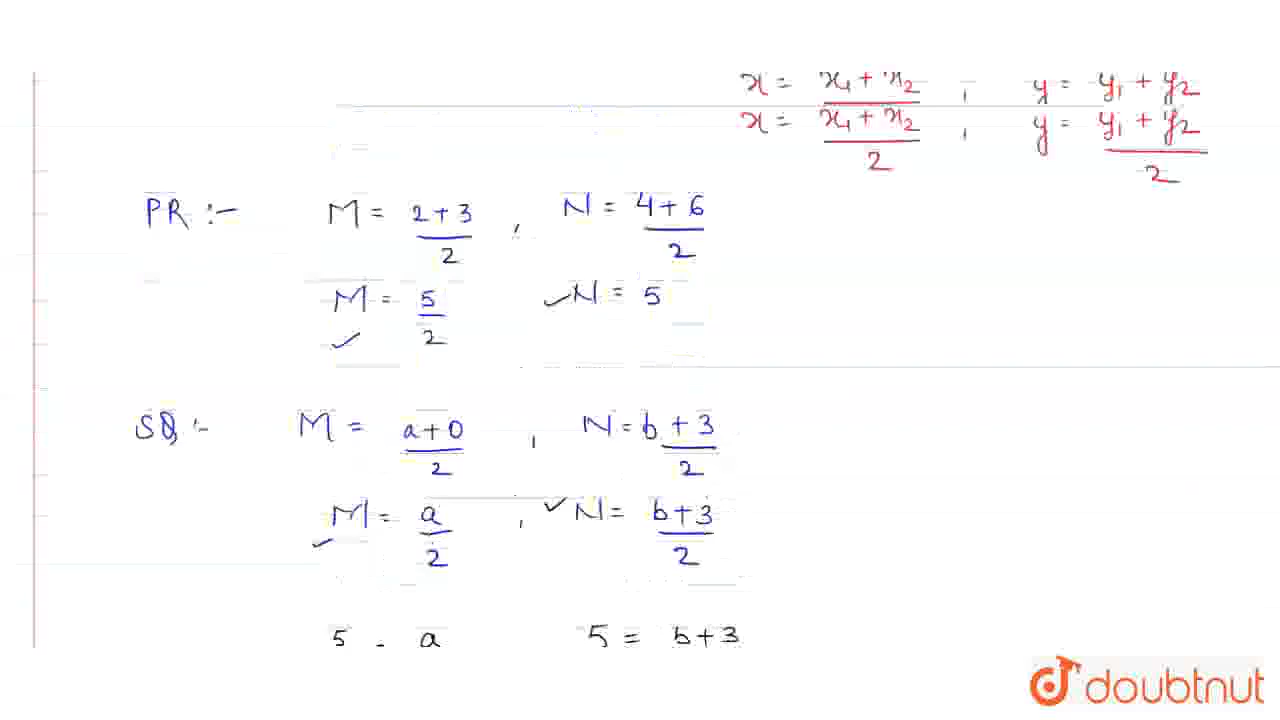 x = x₁ + x₂ , y = y₁ + y₂
x = x₁ + x₂ / 2 , y = y₁ + y₂ / 2
PR :- M = 2+3 / 2 , N = 4+6 / 2
M = 5/2 ✓N = 5
✓
SQ :- M = a+0 / 2 , N = b+3 / 2
M = a/2 , ✓N = b+3 / 2
✓
5 - a 5 = b+3
doubtnut